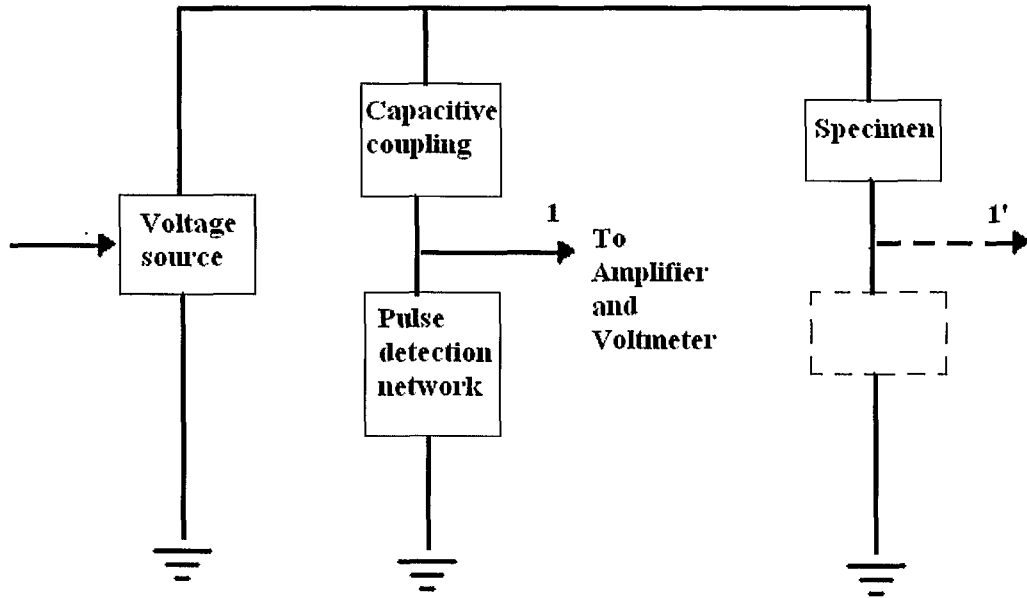 Capacitive
coupling
Specimen
Voltage
source
1
To
Amplifier
and
Voltmeter
1'
Pulse
detection
network